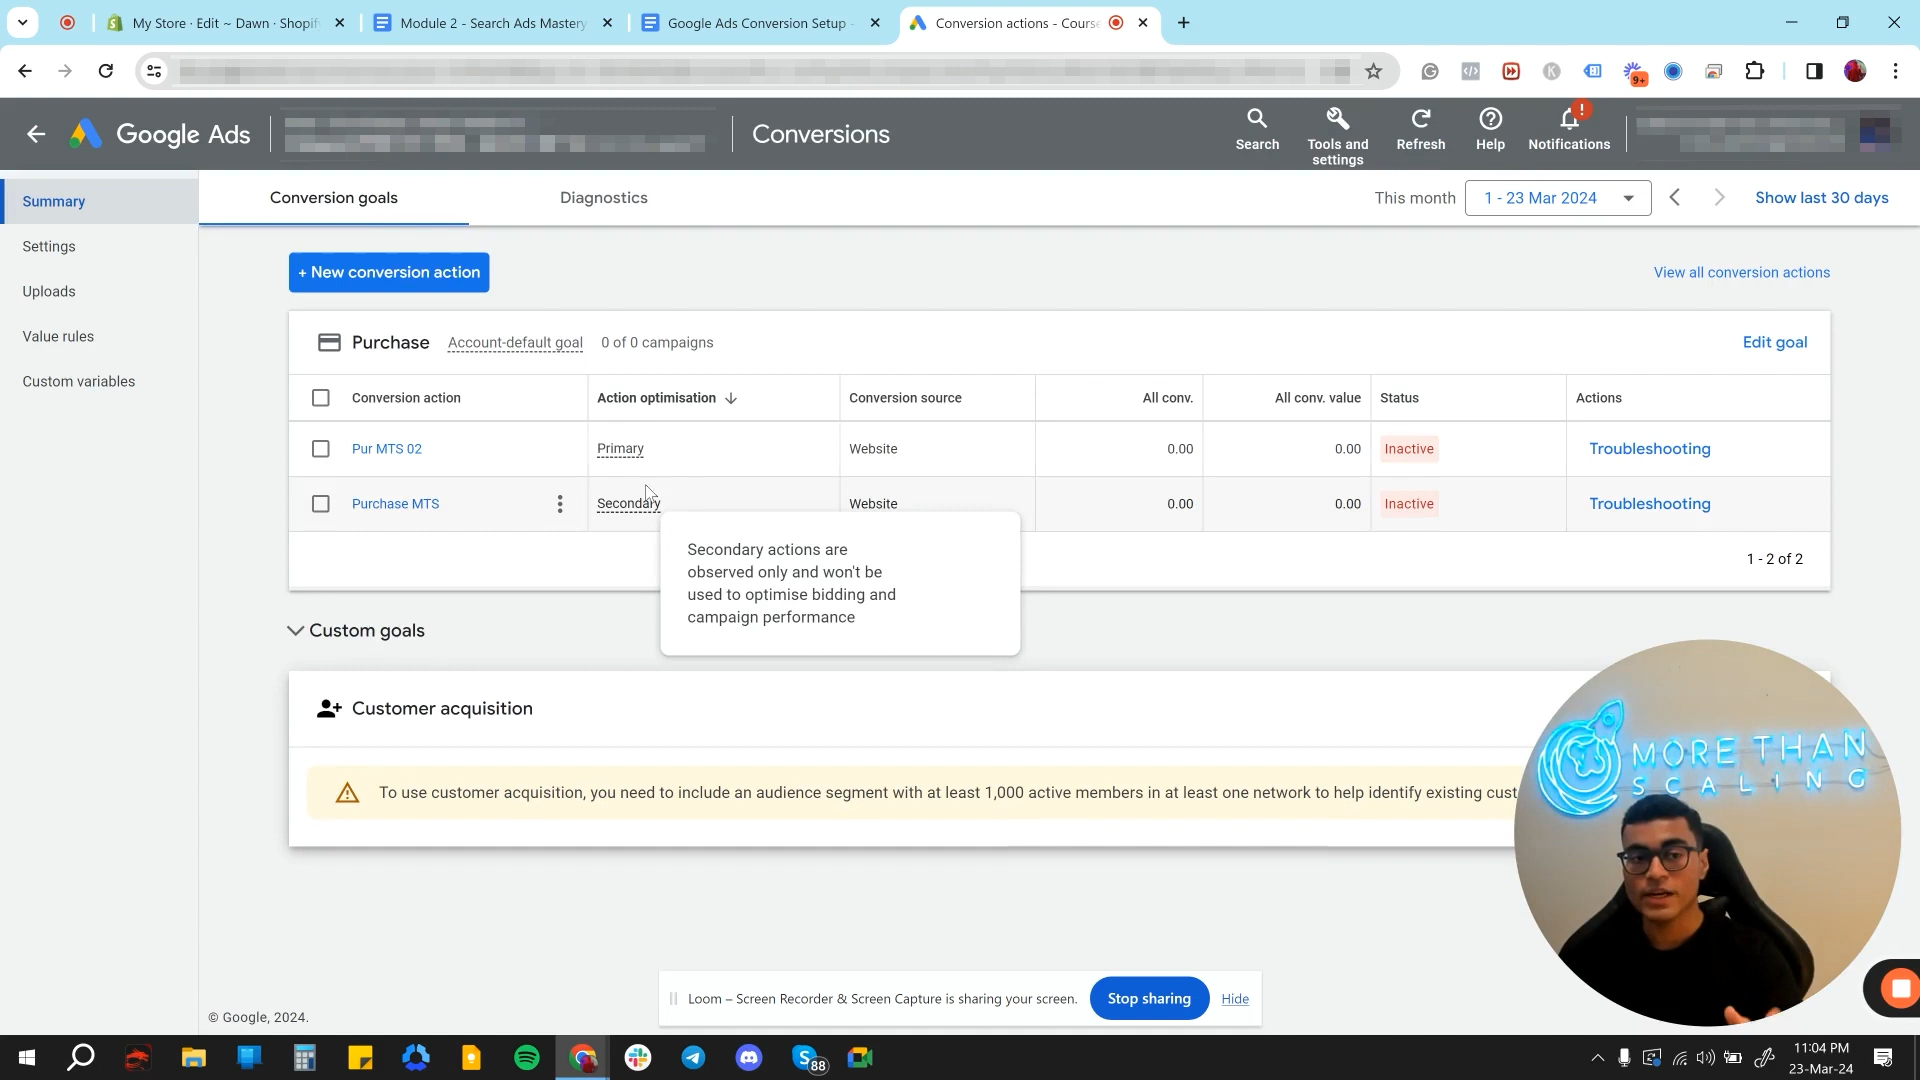 My Store · Edit ~ Dawn · Shopif
Module 2 - Search Ads Mastery
Google Ads Conversion Setup -
Conversion actions - Course
9+
Google Ads
Conversions
Search
Tools and
settings
Refresh
Help
!
Notifications
Summary
Settings
Uploads
Value rules
Custom variables
Conversion goals
Diagnostics
This month
1 - 23 Mar 2024
Show last 30 days
+ New conversion action
View all conversion actions
Purchase Account-default goal 0 of 0 campaigns
Edit goal
Conversion action Action optimisation Conversion source All conv. All conv. value Status Actions
Pur MTS 02 Primary Website 0.00 0.00 Inactive Troubleshooting
Purchase MTS Secondary Website 0.00 0.00 Inactive Troubleshooting
1 - 2 of 2
Secondary actions are
observed only and won't be
used to optimise bidding and
campaign performance
Custom goals
Customer acquisition
To use customer acquisition, you need to include an audience segment with at least 1,000 active members in at least one network to help identify existing cust
MORE THAN
SCALING
Loom – Screen Recorder & Screen Capture is sharing your screen.
Stop sharing
Hide
© Google, 2024.
88
11:04 PM
23-Mar-24